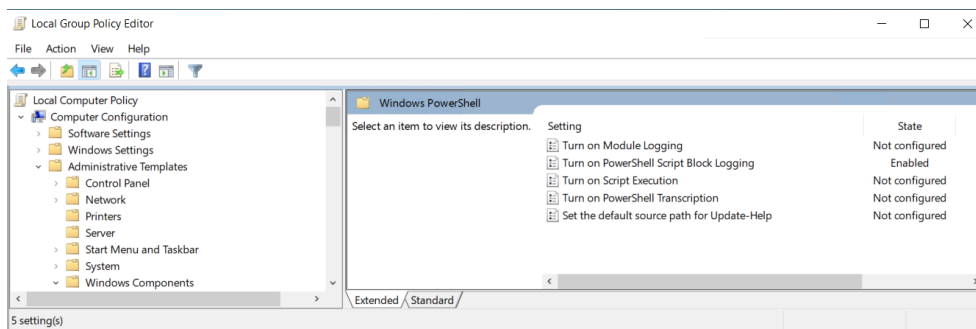 Local Group Policy Editor
File Action View Help
Local Computer Policy
Computer Configuration
Software Settings
Windows Settings
Administrative Templates
Control Panel
Network
Printers
Server
Start Menu and Taskbar
System
Windows Components
Windows PowerShell
Select an item to view its description.
Setting State
Turn on Module Logging Not configured
Turn on PowerShell Script Block Logging Enabled
Turn on Script Execution Not configured
Turn on PowerShell Transcription Not configured
Set the default source path for Update-Help Not configured
Extended Standard
5 setting(s)